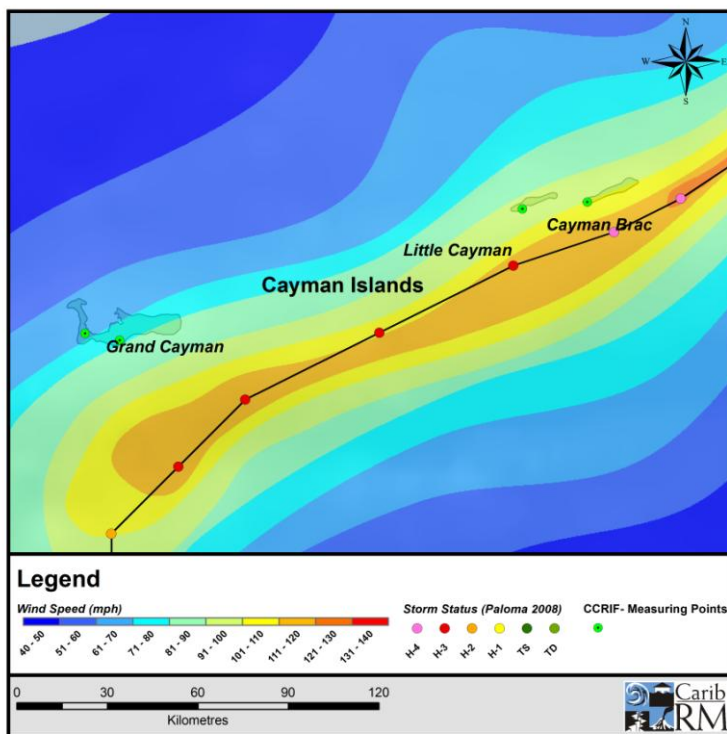 N
W E
S
Little Cayman
Cayman Brac
Cayman Islands
Grand Cayman
Legend
Wind Speed (mph)
40 - 50
51 - 60
61 - 70
71 - 80
81 - 90
91 - 100
101 - 110
111 - 120
121 - 130
131 - 140
Storm Status (Paloma 2008)
H-4
H-3
H-2
H-1
TS
TD
CCRIF- Measuring Points
0 30 60 90 120
Kilometres
Carib
RM